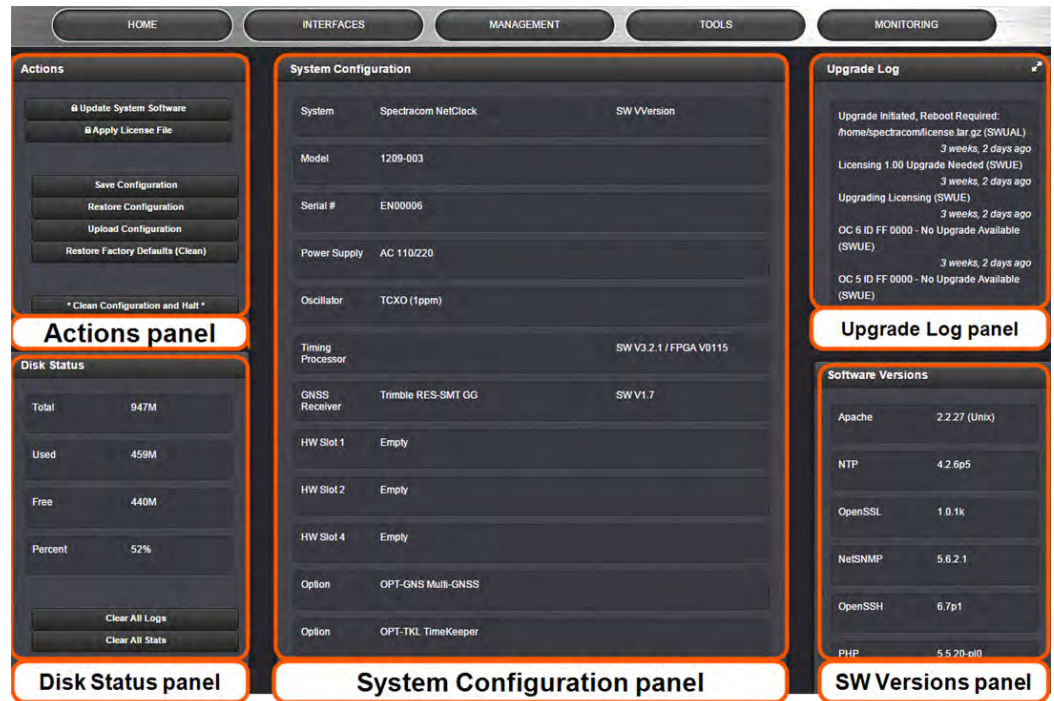 HOME INTERFACES MANAGEMENT TOOLS MONITORING
Actions
Update System Software
Apply License File
Save Configuration
Restore Configuration
Upload Configuration
Restore Factory Defaults (Clean)
* Clean Configuration and Halt *
Actions panel
Disk Status
Total 947M
Used 459M
Free 440M
Percent 52%
Clear All Logs
Clear All Stats
Disk Status panel
System Configuration
System Spectracom NetClock SW VVersion
Model 1209-003
Serial # EN00006
Power Supply AC 110/220
Oscillator TCXO (1ppm)
Timing
Processor SW V3.2.1 / FPGA V0115
GNSS
Receiver Trimble RES-SMT GG SW V1.7
HW Slot 1 Empty
HW Slot 2 Empty
HW Slot 4 Empty
Option OPT-GNS Multi-GNSS
Option OPT-TKL TimeKeeper
System Configuration panel
Upgrade Log
Upgrade Initiated, Reboot Required:
/home/spectracom/license.tar.gz (SWUAL)
3 weeks, 2 days ago
Licensing 1.00 Upgrade Needed (SWUE)
3 weeks, 2 days ago
Upgrading Licensing (SWUE)
3 weeks, 2 days ago
OC 6 ID FF 0000 - No Upgrade Available
(SWUE)
3 weeks, 2 days ago
OC 5 ID FF 0000 - No Upgrade Available
(SWUE)
Upgrade Log panel
Software Versions
Apache 2.2.27 (Unix)
NTP 4.2.6p5
OpenSSL 1.0.1k
NetSNMP 5.6.2.1
OpenSSH 6.7p1
PHP 5.5.20-pl0
SW Versions panel